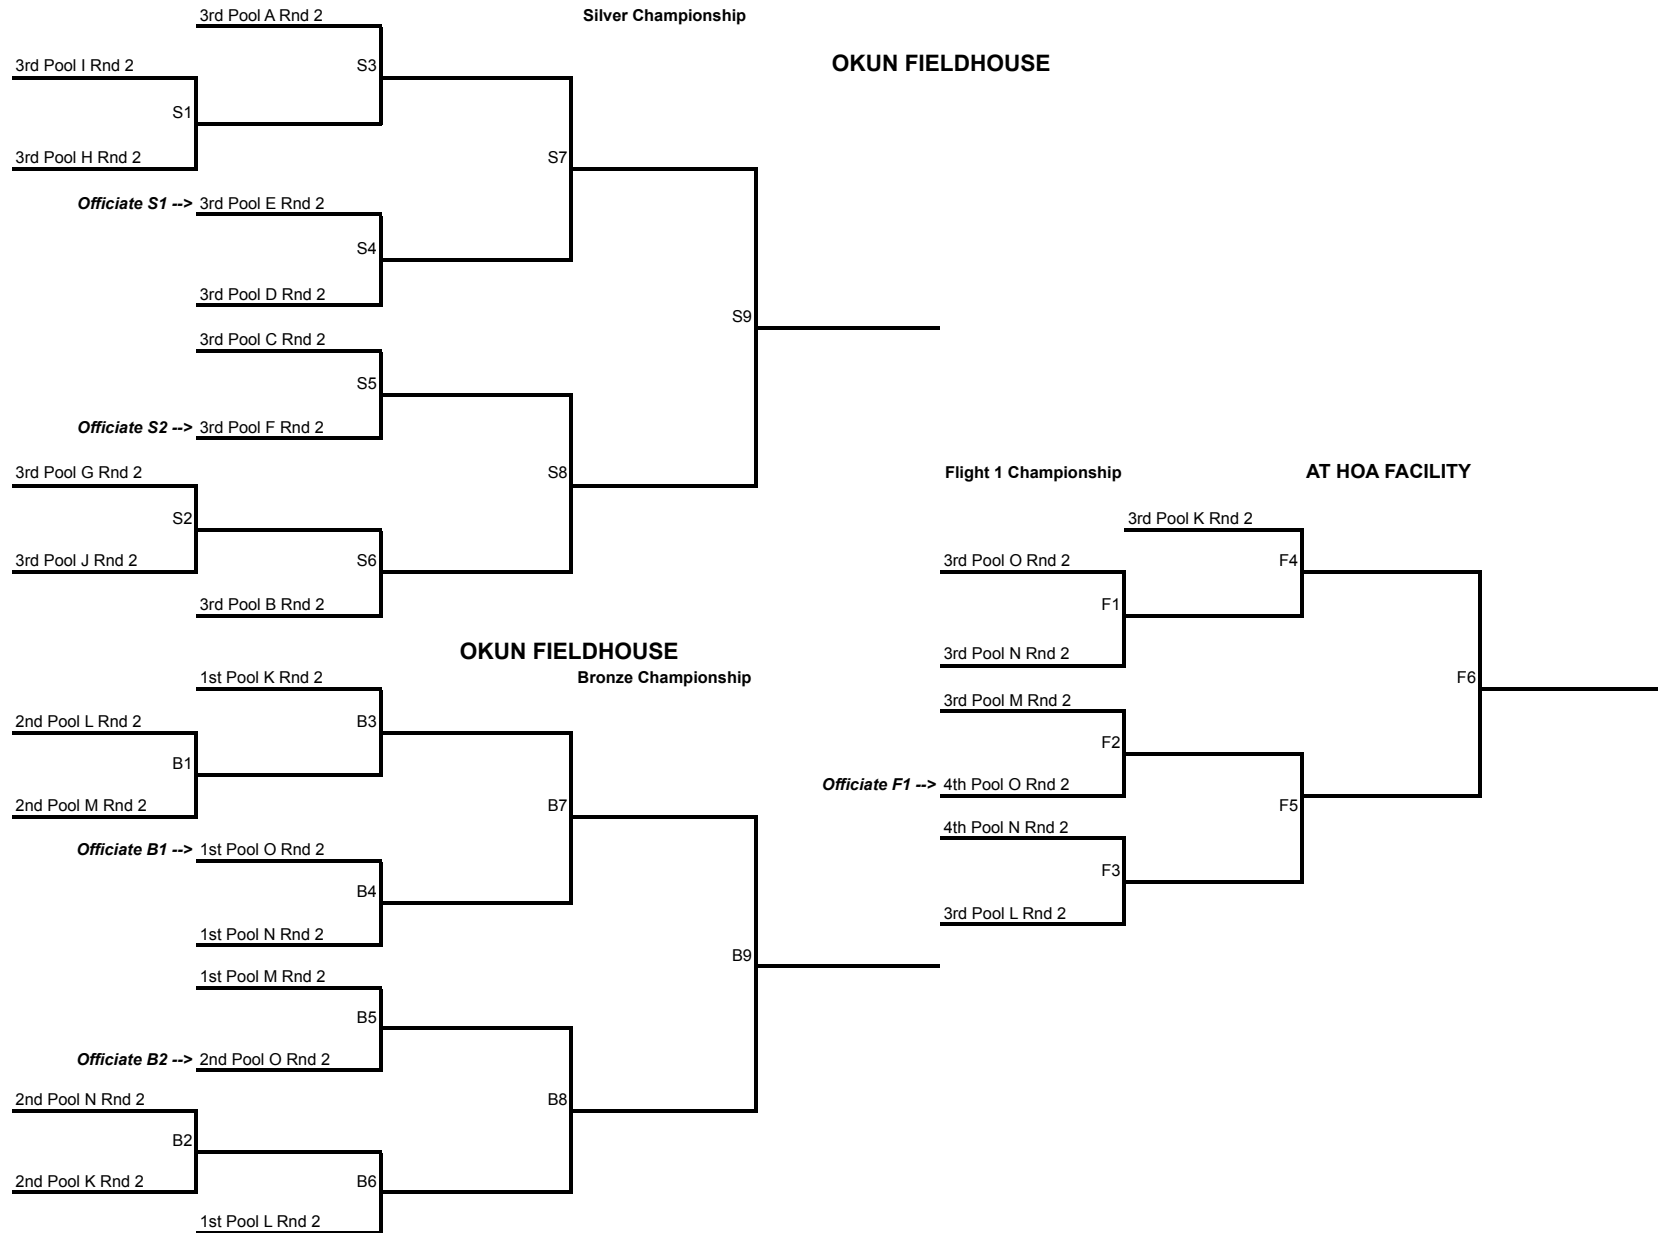 3rd Pool A Rnd 2
Silver Championship
OKUN FIELDHOUSE
3rd Pool I Rnd 2
S3
S1
3rd Pool H Rnd 2
S7
Officiate S1 --> 3rd Pool E Rnd 2
S4
3rd Pool D Rnd 2
S9
3rd Pool C Rnd 2
S5
Officiate S2 --> 3rd Pool F Rnd 2
3rd Pool G Rnd 2
S8
S2
3rd Pool J Rnd 2
S6
3rd Pool B Rnd 2
Flight 1 Championship
AT HOA FACILITY
3rd Pool K Rnd 2
3rd Pool O Rnd 2
F4
F1
3rd Pool N Rnd 2
F6
3rd Pool M Rnd 2
F2
Officiate F1 --> 4th Pool O Rnd 2
F5
4th Pool N Rnd 2
F3
3rd Pool L Rnd 2
OKUN FIELDHOUSE
Bronze Championship
1st Pool K Rnd 2
2nd Pool L Rnd 2
B3
B1
2nd Pool M Rnd 2
B7
Officiate B1 --> 1st Pool O Rnd 2
B4
1st Pool N Rnd 2
B9
1st Pool M Rnd 2
B5
Officiate B2 --> 2nd Pool O Rnd 2
2nd Pool N Rnd 2
B8
B2
2nd Pool K Rnd 2
B6
1st Pool L Rnd 2